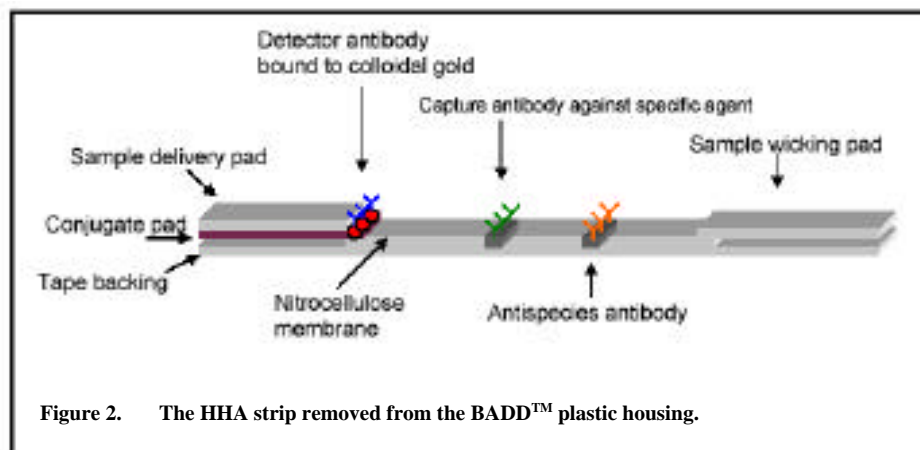 Detector antibody
bound to colloidal gold
Capture antibody against specific agent
Sample delivery pad
Sample wicking pad
Conjugate pad
Tape backing
Nitrocellulose
membrane
Antispecies antibody
Figure 2. The HHA strip removed from the BADD™ plastic housing.